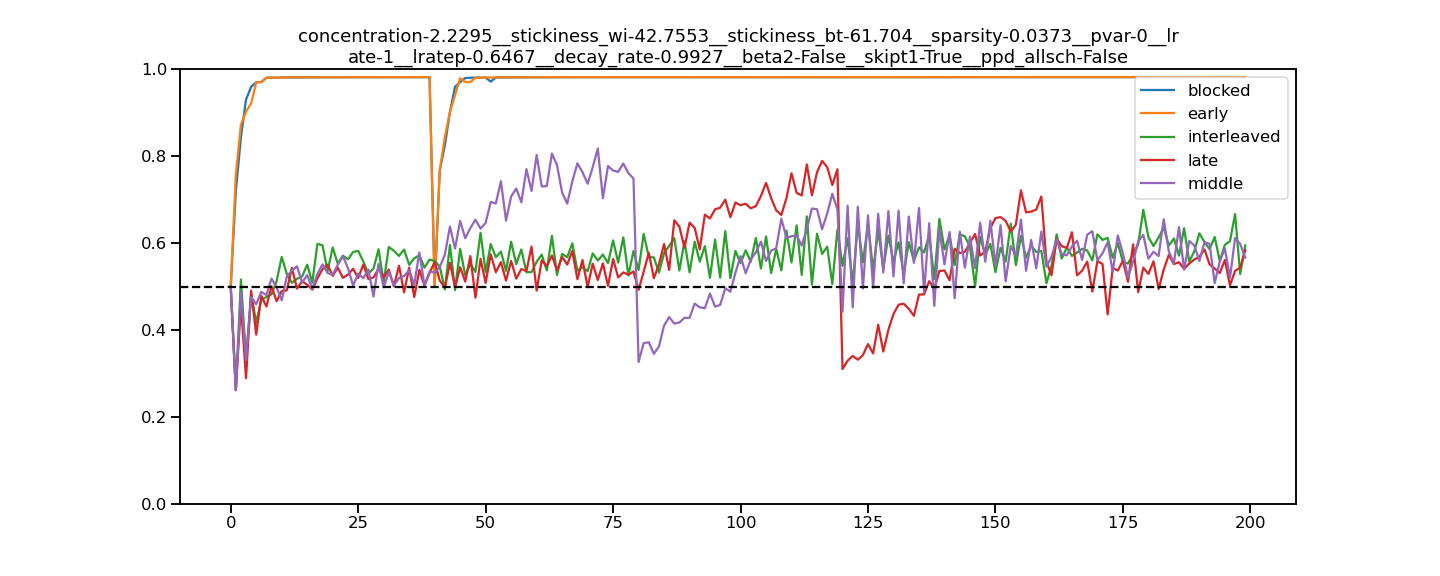 concentration-2.2295__stickiness_wi-42.7553__stickiness_bt-61.704__sparsity-0.0373__pvar-0__lr
ate-1__lratep-0.6467__decay_rate-0.9927__beta2-False__skipt1-True__ppd_allsch-False
1.0
0.8
0.6
0.4
0.2
0.0
blocked
early
interleaved
late
middle
0 25 50 75 100 125 150 175 200